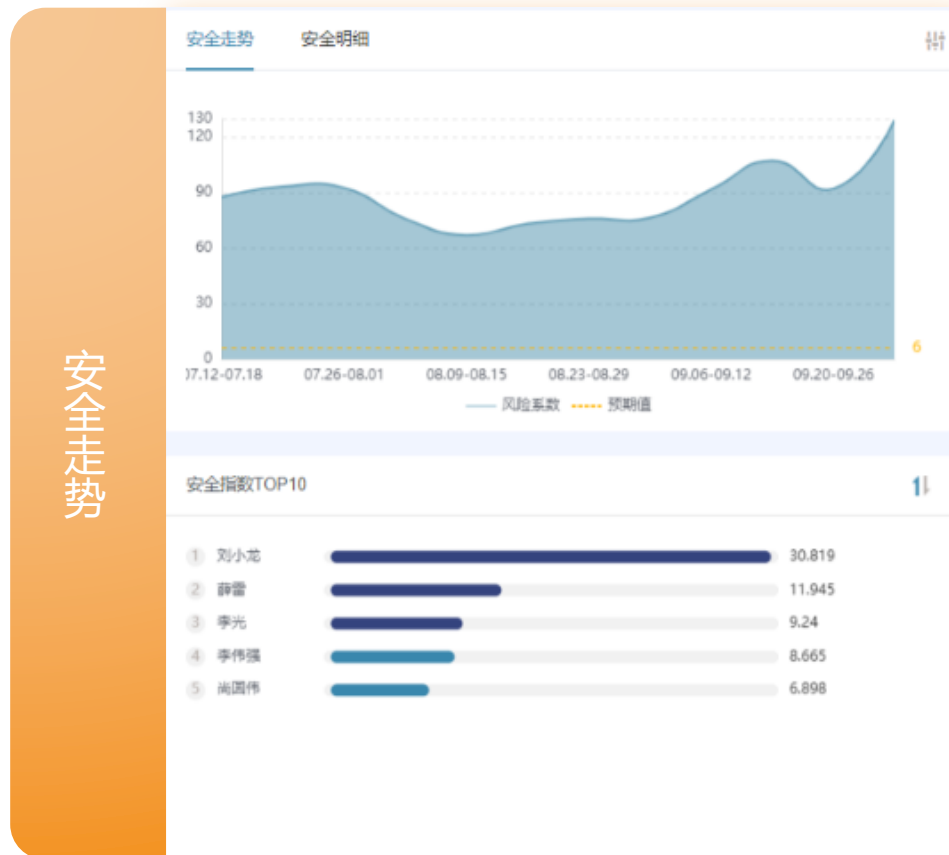 安全走势
安全走势 安全明细
130
120
90
60
30
0
6
07.12-07.18 07.26-08.01 08.09-08.15 08.23-08.29 09.06-09.12 09.20-09.26
风险系数 预期值
安全指数TOP10
1 刘小龙 30.819
2 薛雷 11.945
3 李光 9.24
4 李伟强 8.665
5 尚国伟 6.898